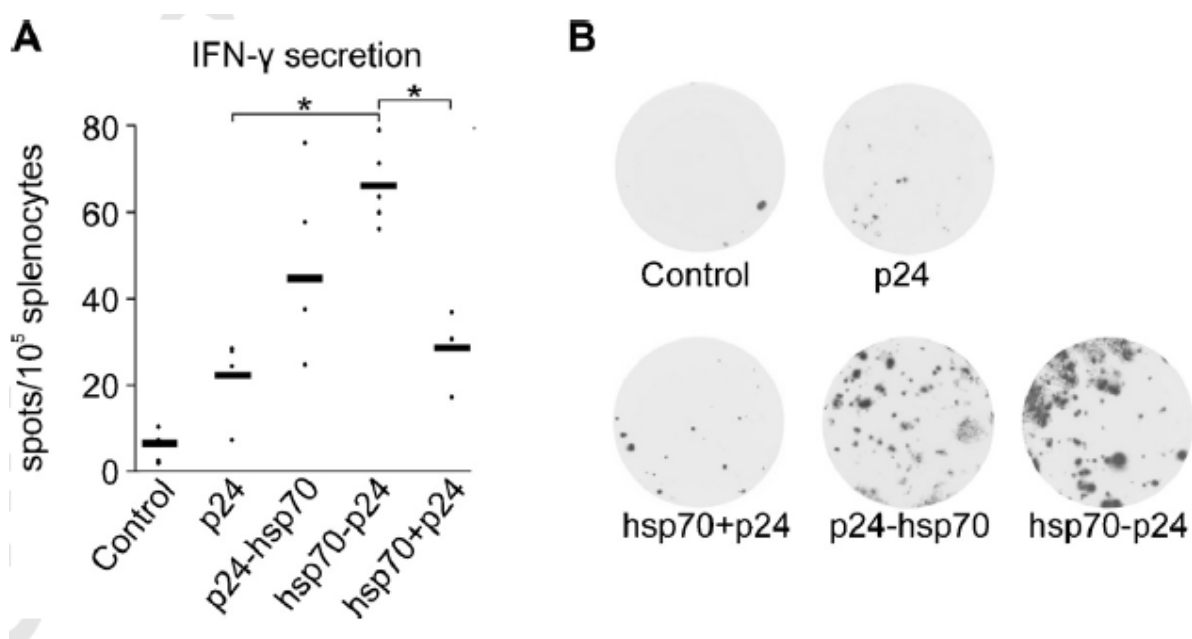 A
IFN-γ secretion
*
*
spots/10⁵ splenocytes
80
60
40
20
0
Control
p24
p24-hsp70
hsp70-p24
hsp70+p24
B
Control
p24
hsp70+p24
p24-hsp70
hsp70-p24